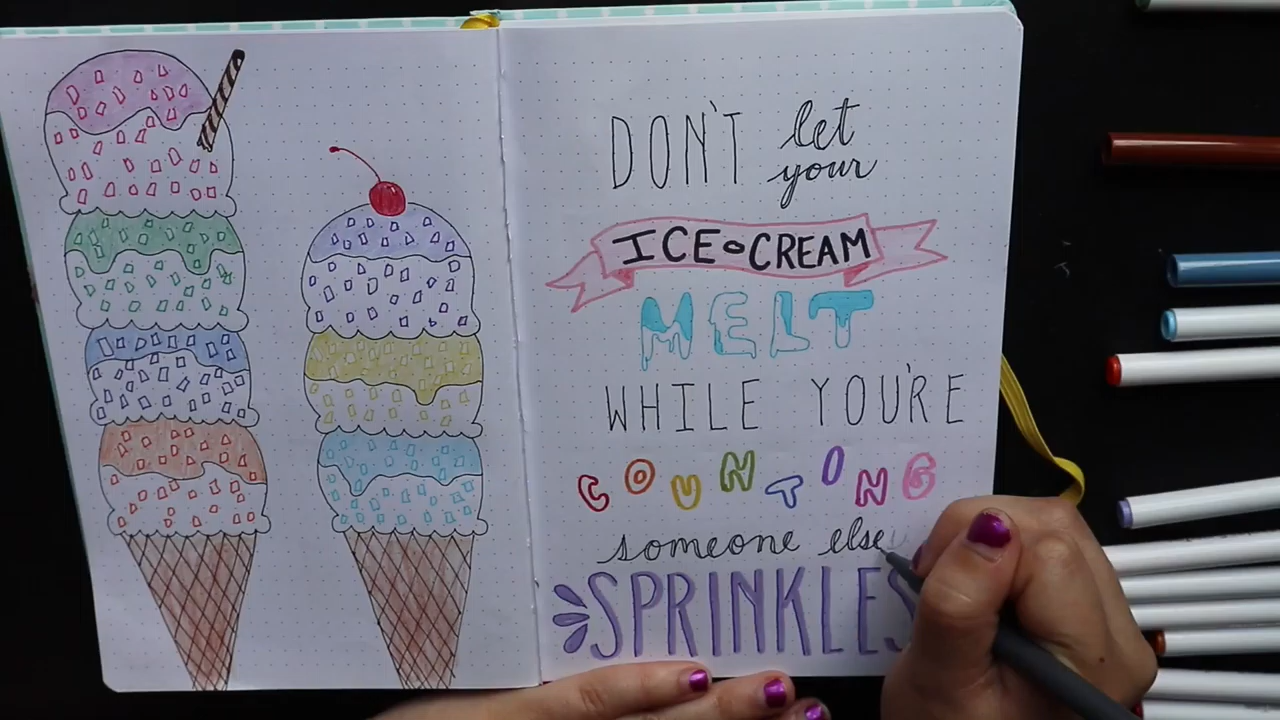 DON'T let
your
ICE-CREAM
MELT
WHILE YOU'RE
COUNTING
someone else
SPRINKLES